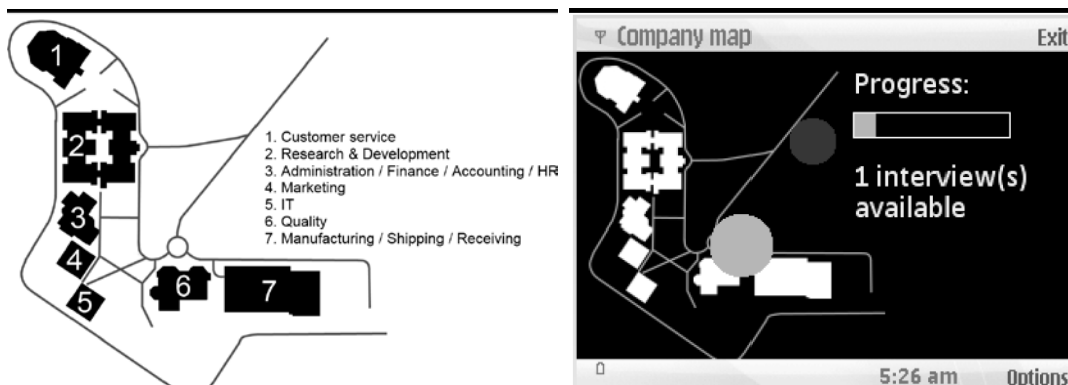 1
2
3
4
5
6
7
1. Customer service
2. Research & Development
3. Administration / Finance / Accounting / HR
4. Marketing
5. IT
6. Quality
7. Manufacturing / Shipping / Receiving
Company map
Exit
Progress:
1 interview(s)
available
5:26 am
Options